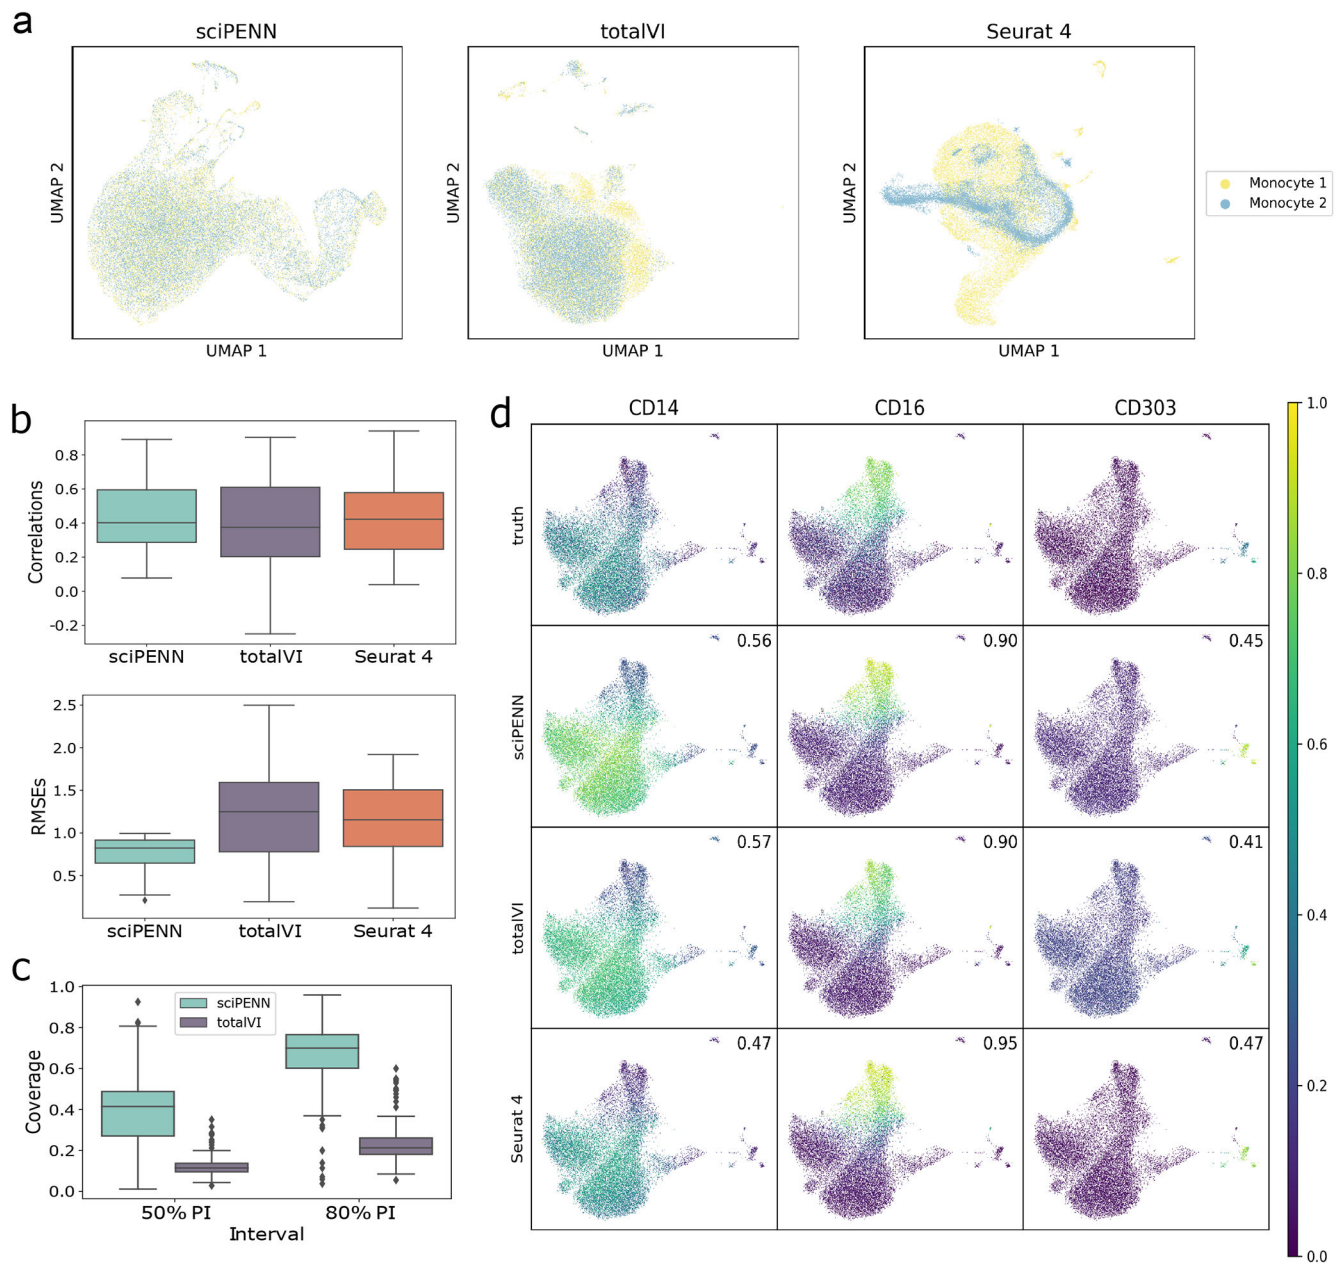 a
sciPENN
totalVI
Seurat 4
UMAP 2
UMAP 1
UMAP 2
UMAP 1
UMAP 2
UMAP 1
Monocyte 1
Monocyte 2
b
Correlations
0.8
0.6
0.4
0.2
0.0
-0.2
sciPENN totalVI Seurat 4
RMSEs
2.5
2.0
1.5
1.0
0.5
sciPENN totalVI Seurat 4
c
Coverage
1.0
0.8
0.6
0.4
0.2
0.0
sciPENN
totalVI
50% PI 80% PI
Interval
d
CD14 CD16 CD303
truth
sciPENN
0.56 0.90 0.45
totalVI
0.57 0.90 0.41
Seurat 4
0.47 0.95 0.47
1.0
0.8
0.6
0.4
0.2
0.0